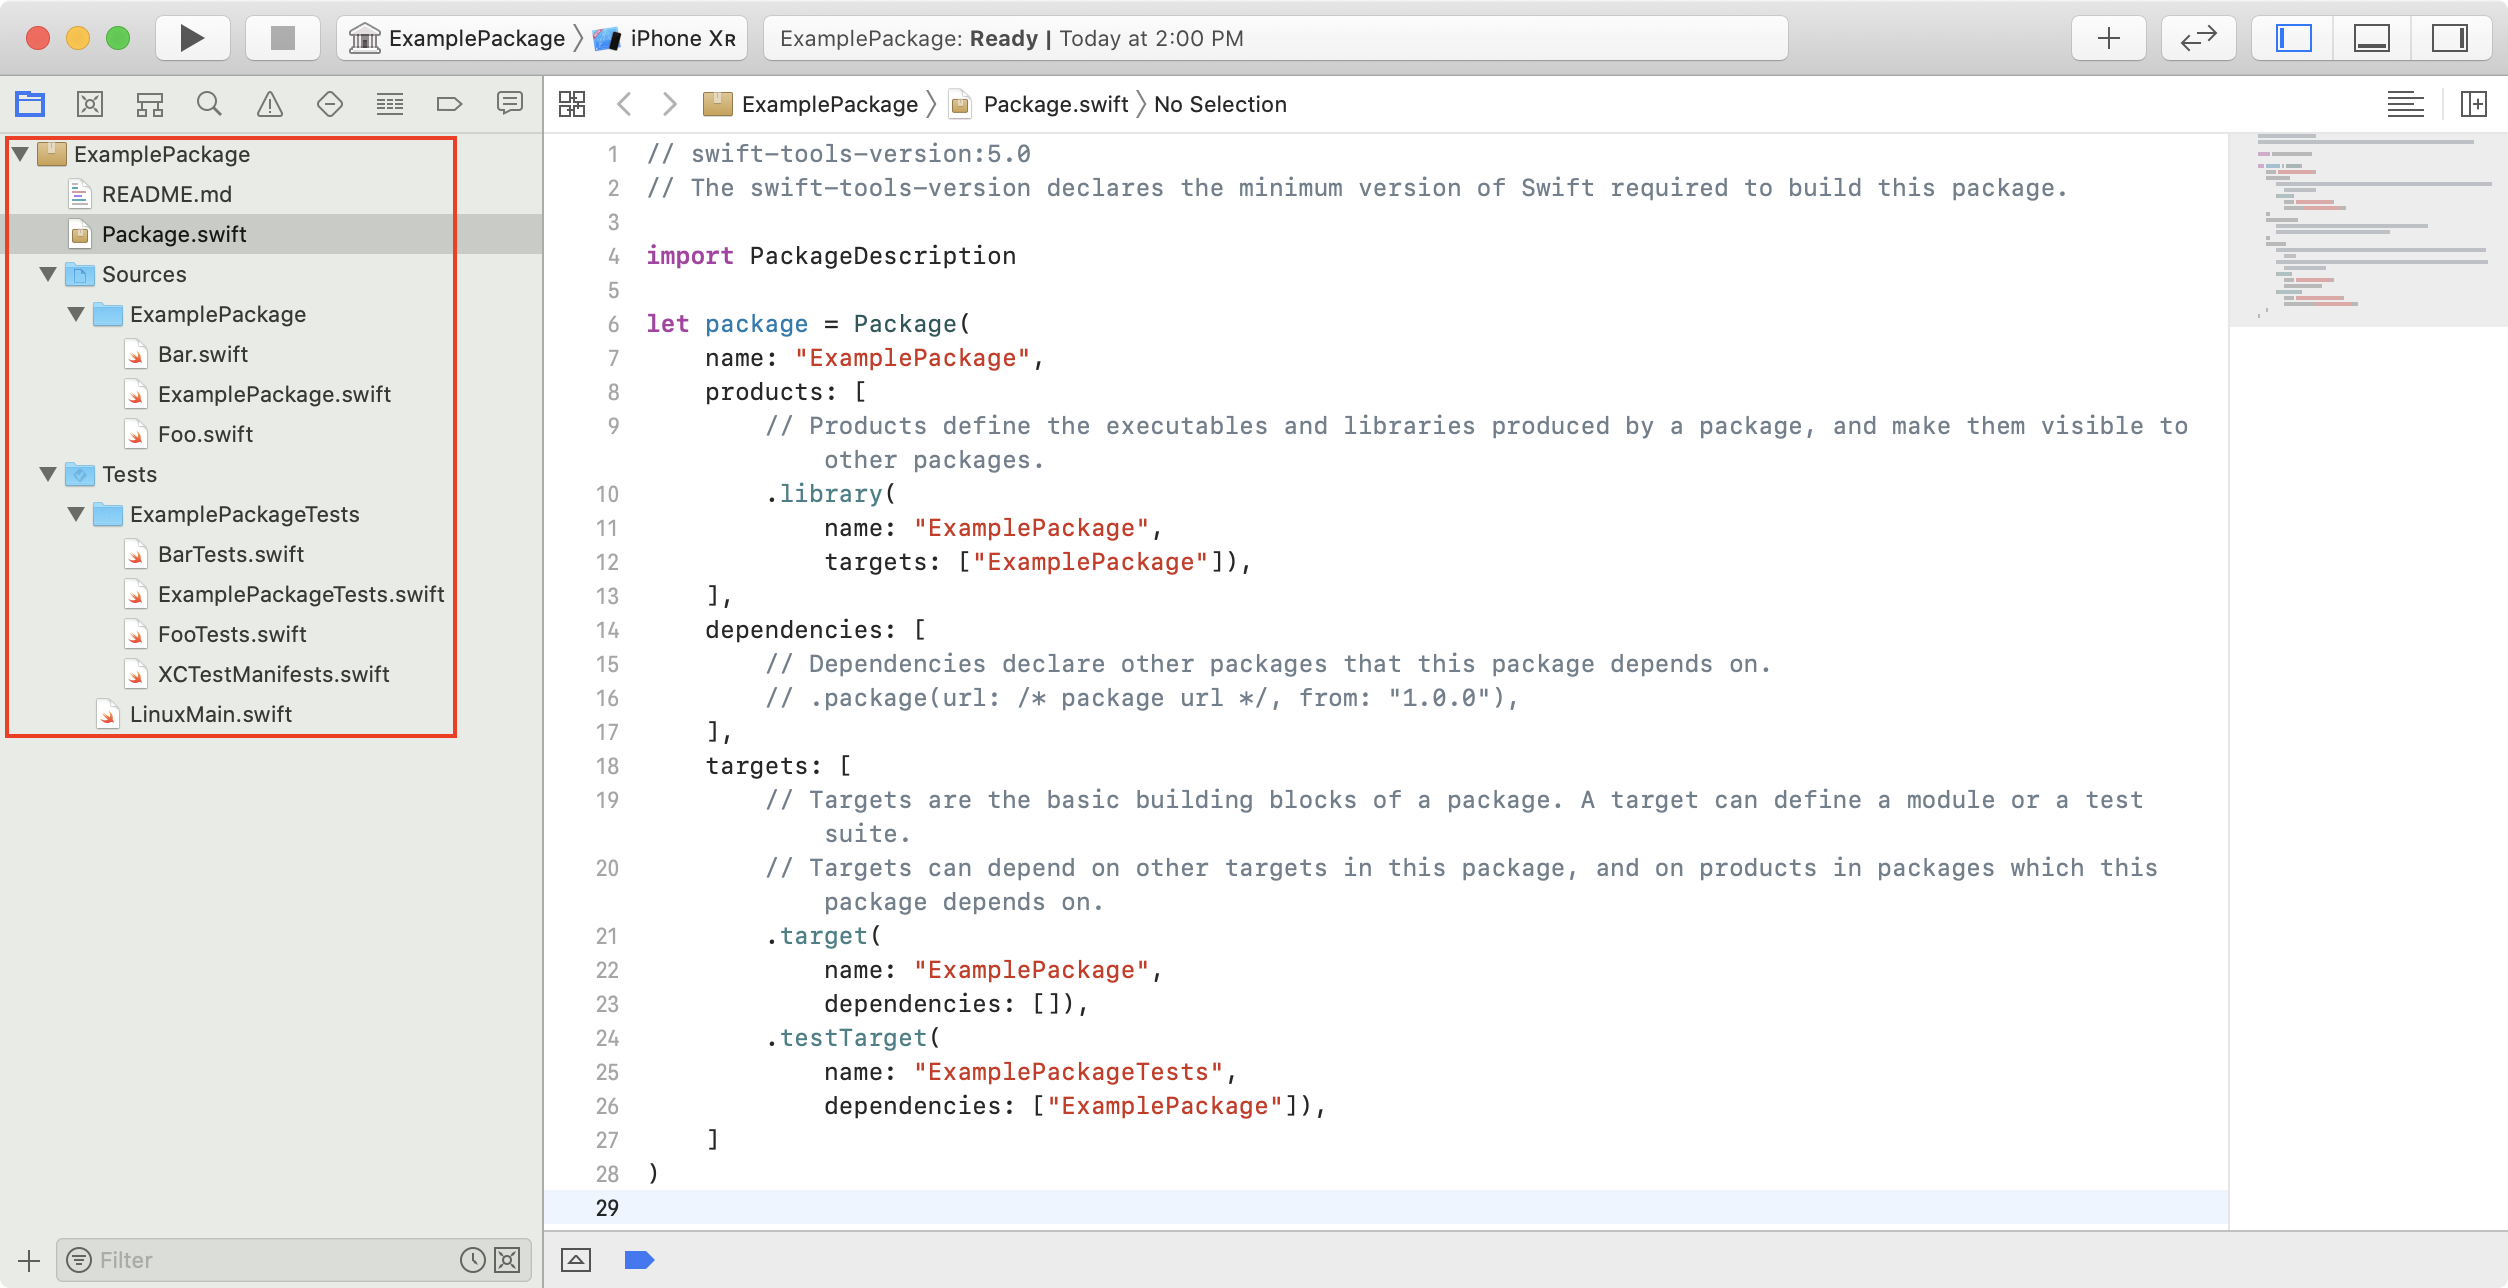 ExamplePackage iPhone XR
ExamplePackage: Ready | Today at 2:00 PM
ExamplePackage Package.swift No Selection
ExamplePackage
README.md
Package.swift
Sources
ExamplePackage
Bar.swift
ExamplePackage.swift
Foo.swift
Tests
ExamplePackageTests
BarTests.swift
ExamplePackageTests.swift
FooTests.swift
XCTestManifests.swift
LinuxMain.swift
Filter
1 // swift-tools-version:5.0
2 // The swift-tools-version declares the minimum version of Swift required to build this package.
3
4 import PackageDescription
5
6 let package = Package(
7 name: "ExamplePackage",
8 products: [
9 // Products define the executables and libraries produced by a package, and make them visible to
other packages.
10 .library(
11 name: "ExamplePackage",
12 targets: ["ExamplePackage"]),
13 ],
14 dependencies: [
15 // Dependencies declare other packages that this package depends on.
16 // .package(url: /* package url */, from: "1.0.0"),
17 ],
18 targets: [
19 // Targets are the basic building blocks of a package. A target can define a module or a test
suite.
20 // Targets can depend on other targets in this package, and on products in packages which this
package depends on.
21 .target(
22 name: "ExamplePackage",
23 dependencies: []),
24 .testTarget(
25 name: "ExamplePackageTests",
26 dependencies: ["ExamplePackage"]),
27 ]
28 )
29